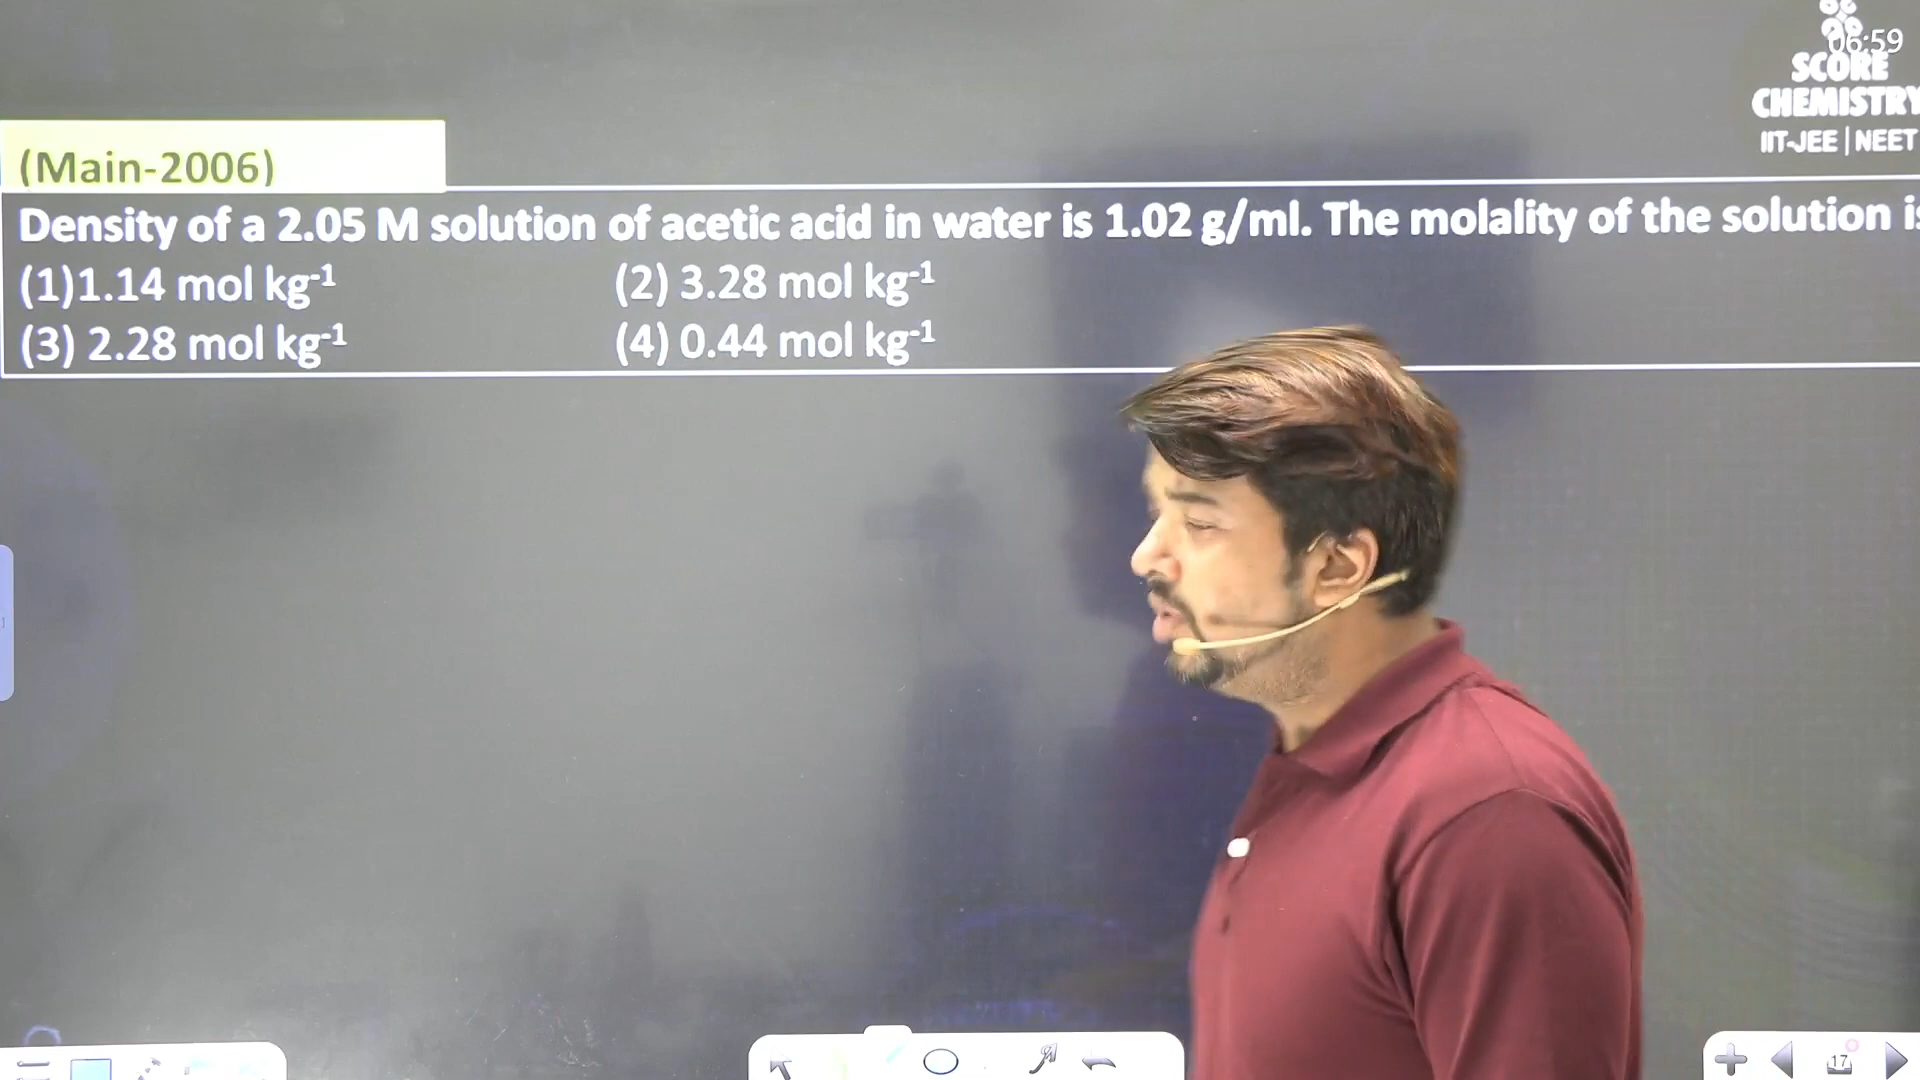 06:59
SCORE
CHEMISTRY
IIT-JEE | NEET
(Main-2006)
Density of a 2.05 M solution of acetic acid in water is 1.02 g/ml. The molality of the solution is
(1)1.14 mol kg⁻¹ (2) 3.28 mol kg⁻¹
(3) 2.28 mol kg⁻¹ (4) 0.44 mol kg⁻¹
17